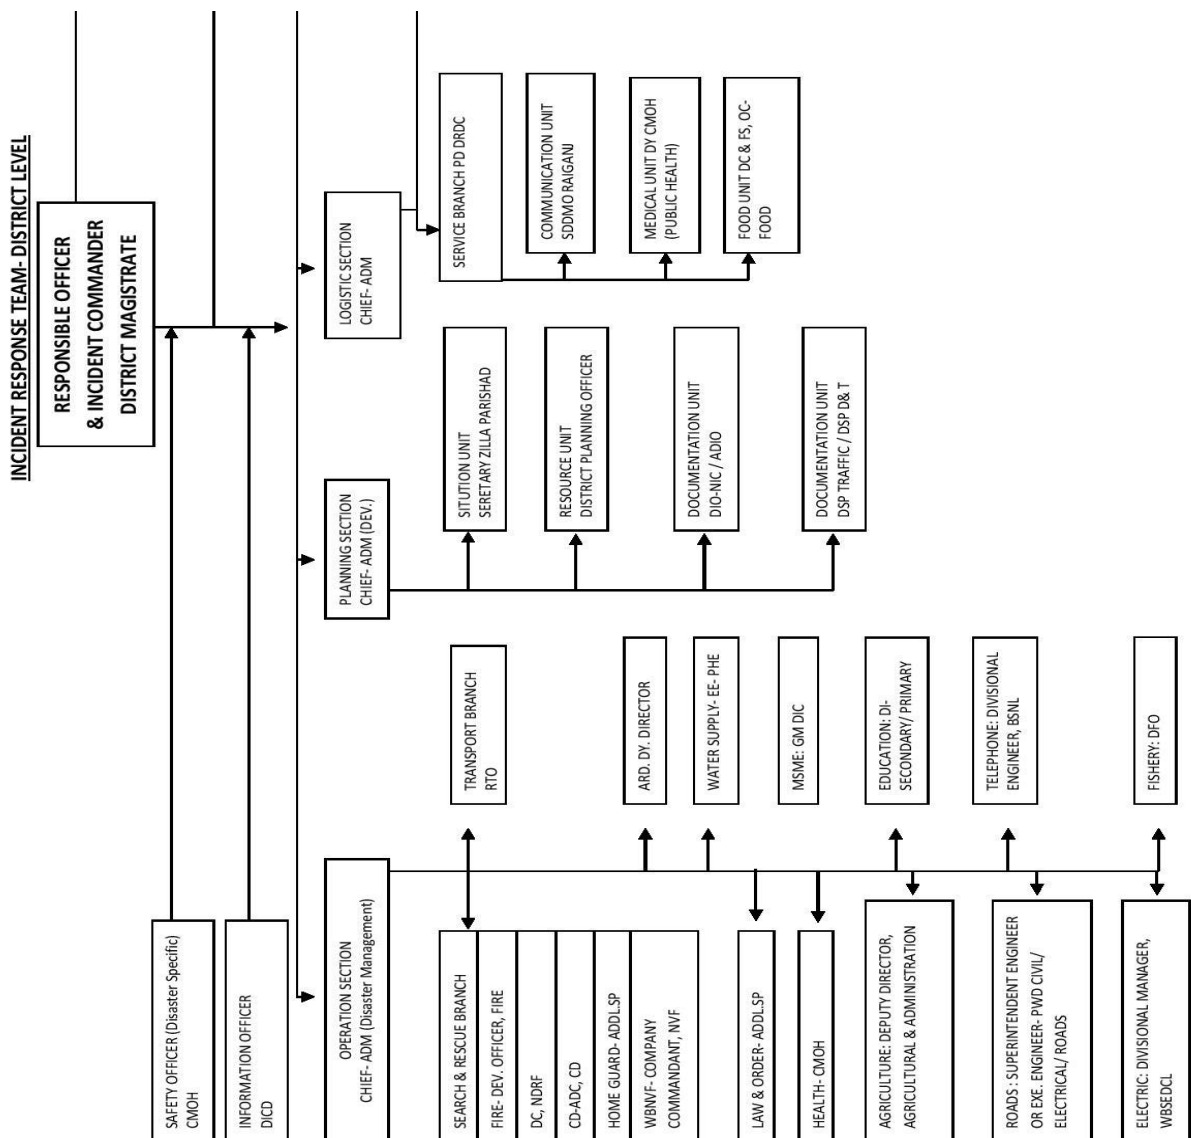 INCIDENT RESPONSE TEAM- DISTRICT LEVEL
RESPONSIBLE OFFICER
& INCIDENT COMMANDER
DISTRICT MAGISTRATE
SAFETY OFFICER (Disaster Specific)
CMOH
INFORMATION OFFICER
DICD
OPERATION SECTION
CHIEF- ADM (Disaster Management)
PLANNING SECTION
CHIEF- ADM (DEV.)
LOGISTIC SECTION
CHIEF- ADM
SEARCH & RESCUE BRANCH
FIRE- DEV. OFFICER, FIRE
DC, NDRF
CD-ADC, CD
HOME GUARD- ADDL.SP
WBNVF- COMPANY
COMMANDANT, NVF
LAW & ORDER- ADDL.SP
HEALTH- CMOH
AGRICULTURE: DEPUTY DIRECTOR,
AGRICULTURAL & ADMINISTRATION
ROADS : SUPERINTENDENT ENGINEER
OR EXE. ENGINEER- PWD CIVIL/
ELECTRICAL/ ROADS
ELECTRIC: DIVISIONAL MANAGER,
WBSEDCL
TRANSPORT BRANCH
RTO
ARD. DY. DIRECTOR
WATER SUPPLY- EE- PHE
MSME: GM DIC
EDUCATION: DI-
SECONDARY/ PRIMARY
TELEPHONE: DIVISIONAL
ENGINEER, BSNL
FISHERY: DFO
SITUTION UNIT
SERETARY ZILLA PARISHAD
RESOURCE UNIT
DISTRICT PLANNING OFFICER
DOCUMENTATION UNIT
DIO-NIC / ADIO
DOCUMENTATION UNIT
DSP TRAFFIC / DSP D& T
SERVICE BRANCH PD DRDC
COMMUNICATION UNIT
SDDMO RAIGANJ
MEDICAL UNIT DY CMOH
(PUBLIC HEALTH)
FOOD UNIT DC & FS, OC-
FOOD